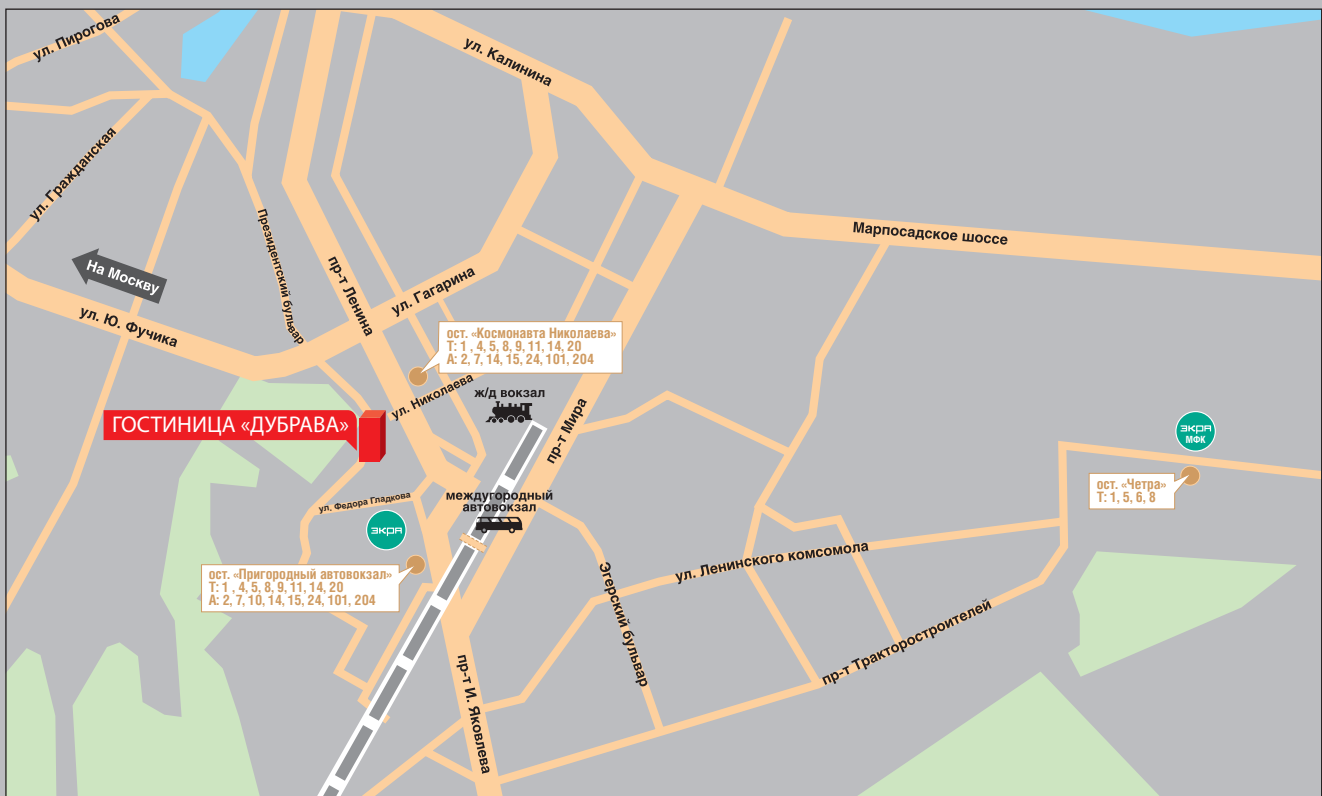 ул. Пирогова
ул. Калинина
ул. Гражданская
Президентский бульвар
Марпосадское шоссе
На Москву
пр-т Ленина
ул. Гагарина
ул. Ю. Фучика
ост. «Космонавта Николаева»
Т: 1 , 4, 5, 8, 9, 11, 14, 20
А: 2, 7, 14, 15, 24, 101, 204
ул. Николаева
ж/д вокзал
ГОСТИНИЦА «ДУБРАВА»
пр-т Мира
ЭКРА
МФК
ост. «Четра»
Т: 1, 5, 6, 8
ул. Федора Гладкова
междугородный
автовокзал
ЭКРА
ост. «Пригородный автовокзал»
Т: 1 , 4, 5, 8, 9, 11, 14, 20
А: 2, 7, 10, 14, 15, 24, 101, 204
ул. Ленинского комсомола
Эгерский бульвар
пр-т Тракторостроителей
пр-т И. Яковлева